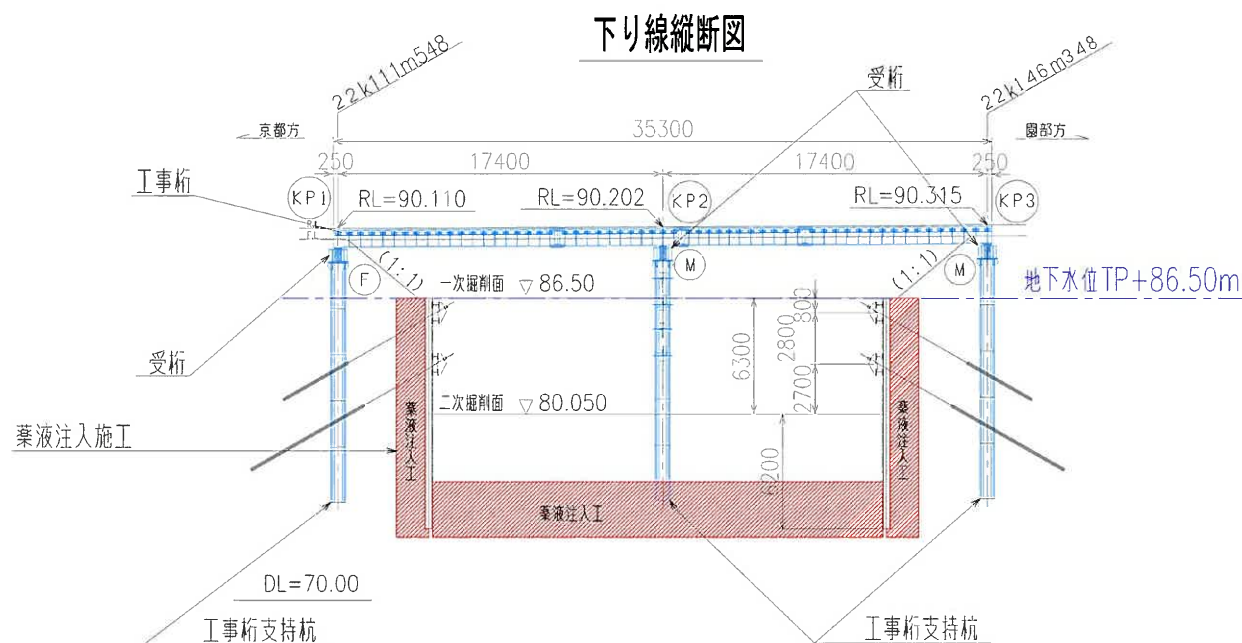 下り線縦断図
22k111m548
22k146m348
受桁
京都方
園部方
35300
250
17400
17400
250
工事桁
KP1
RL=90.110
RL=90.202
KP2
RL=90.315
KP3
R.L
F.L
(1:1)
F
M
(1:1)
M
一次掘削面 ▽ 86.50
地下水位TP+86.50m
800
2800
6300
2700
受桁
二次掘削面 ▽ 80.050
薬液注入施工
薬液注入工
薬液注入工
6200
薬液注入工
DL=70.00
工事桁支持杭
工事桁支持杭